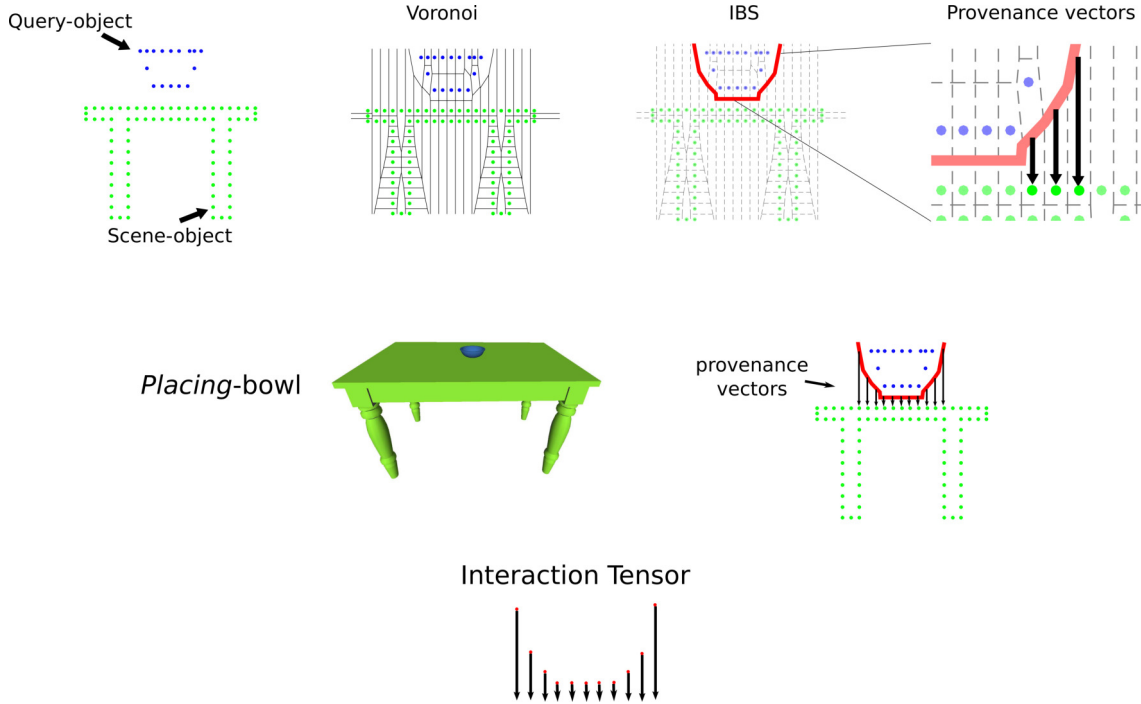 Query-object
Voronoi
IBS
Provenance vectors
Scene-object
Placing-bowl
provenance
vectors
Interaction Tensor